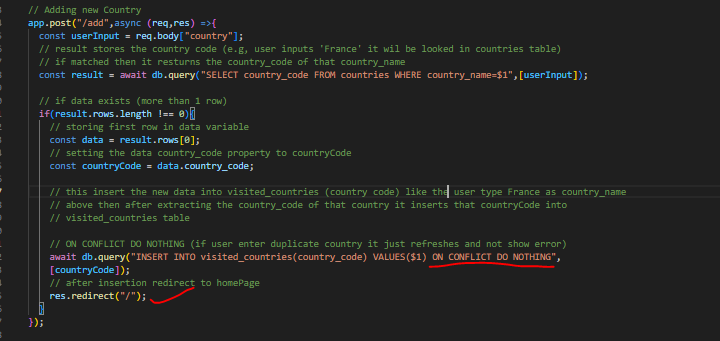 // Adding new Country
app.post("/add",async (req,res) =>{
const userInput = req.body["country"];
// result stores the country code (e.g, user inputs 'France' it wil be looked in countries table)
// if matched then it resturns the country_code of that country_name
const result = await db.query("SELECT country_code FROM countries WHERE country_name=$1",[userInput]);
// if data exists (more than 1 row)
if(result.rows.length !== 0){
// storing first row in data variable
const data = result.rows[0];
// setting the data country_code property to countryCode
const countryCode = data.country_code;
// this insert the new data into visited_countries (country code) like the user type France as country_name
// above then after extracting the country_code of that country it inserts that countryCode into
// visited_countries table
// ON CONFLICT DO NOTHING (if user enter duplicate country it just refreshes and not show error)
await db.query("INSERT INTO visited_countries(country_code) VALUES($1) ON CONFLICT DO NOTHING",
[countryCode]);
// after insertion redirect to homePage
res.redirect("/");
}
});